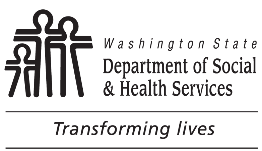 Washington State
Department of Social
& Health Services
Transforming lives